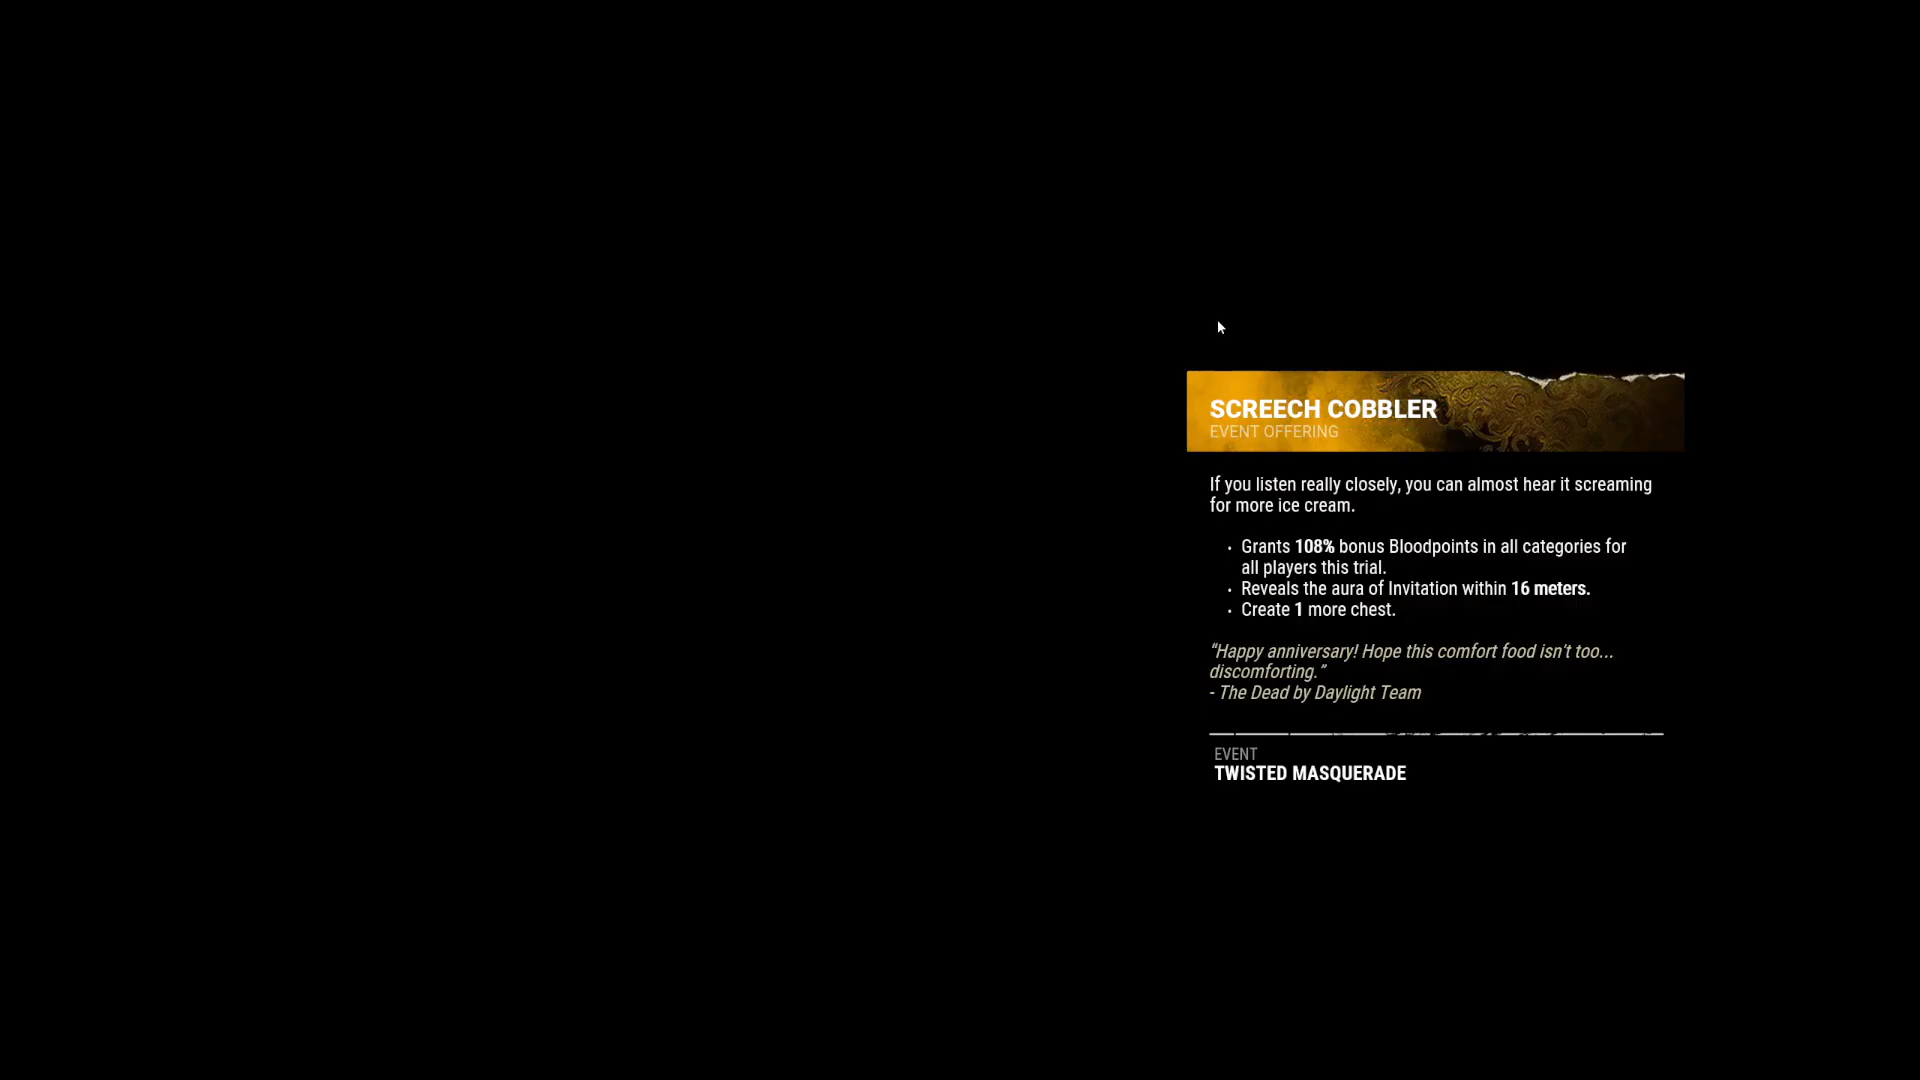 SCREECH COBBLER
EVENT OFFERING
If you listen really closely, you can almost hear it screaming
for more ice cream.
· Grants 108% bonus Bloodpoints in all categories for
all players this trial.
· Reveals the aura of Invitation within 16 meters.
· Create 1 more chest.
“Happy anniversary! Hope this comfort food isn't too...
discomforting.”
- The Dead by Daylight Team
EVENT
TWISTED MASQUERADE